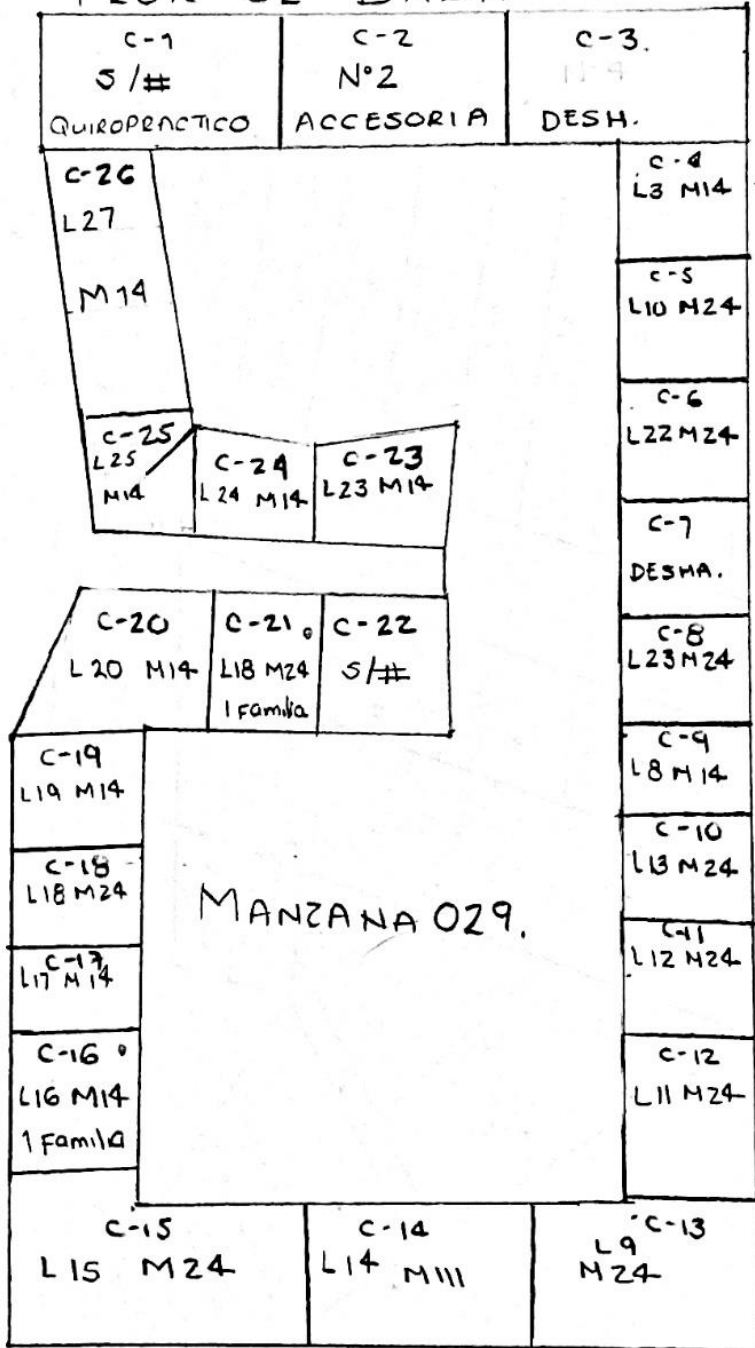 C-1
S/#
QUIROPRACTICO
C-2
N°2
ACCESORIA
C-3.
DESH.
C-26
L27
M14
C-4
L3 M14
C-5
L10 M24
C-6
L22 M24
C-7
DESHA.
C-8
L23 M24
C-9
L8 M14
C-10
L13 M24
C-11
L12 M24
C-12
L11 M24
C-25
L25
M14
C-24
L24 M14
C-23
L23 M14
C-20
L20 M14
C-21
L18 M24
1 Familia
C-22
S/#
C-19
L19 M14
C-18
L18 M24
C-17
L17 M14
C-16
L16 M14
1 Familia
MANZANA 029.
C-15
L15 M24
C-14
L14 M111
C-13
L9
M24